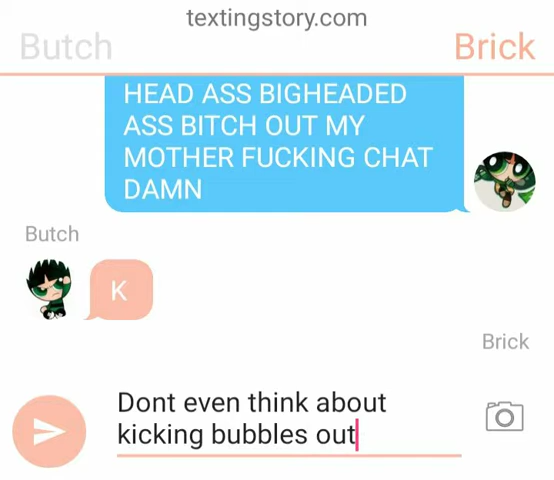 textingstory.com
Butch
Brick
HEAD ASS BIGHEADED
ASS BITCH OUT MY
MOTHER FUCKING CHAT
DAMN
Butch
K
Brick
Dont even think about
kicking bubbles out